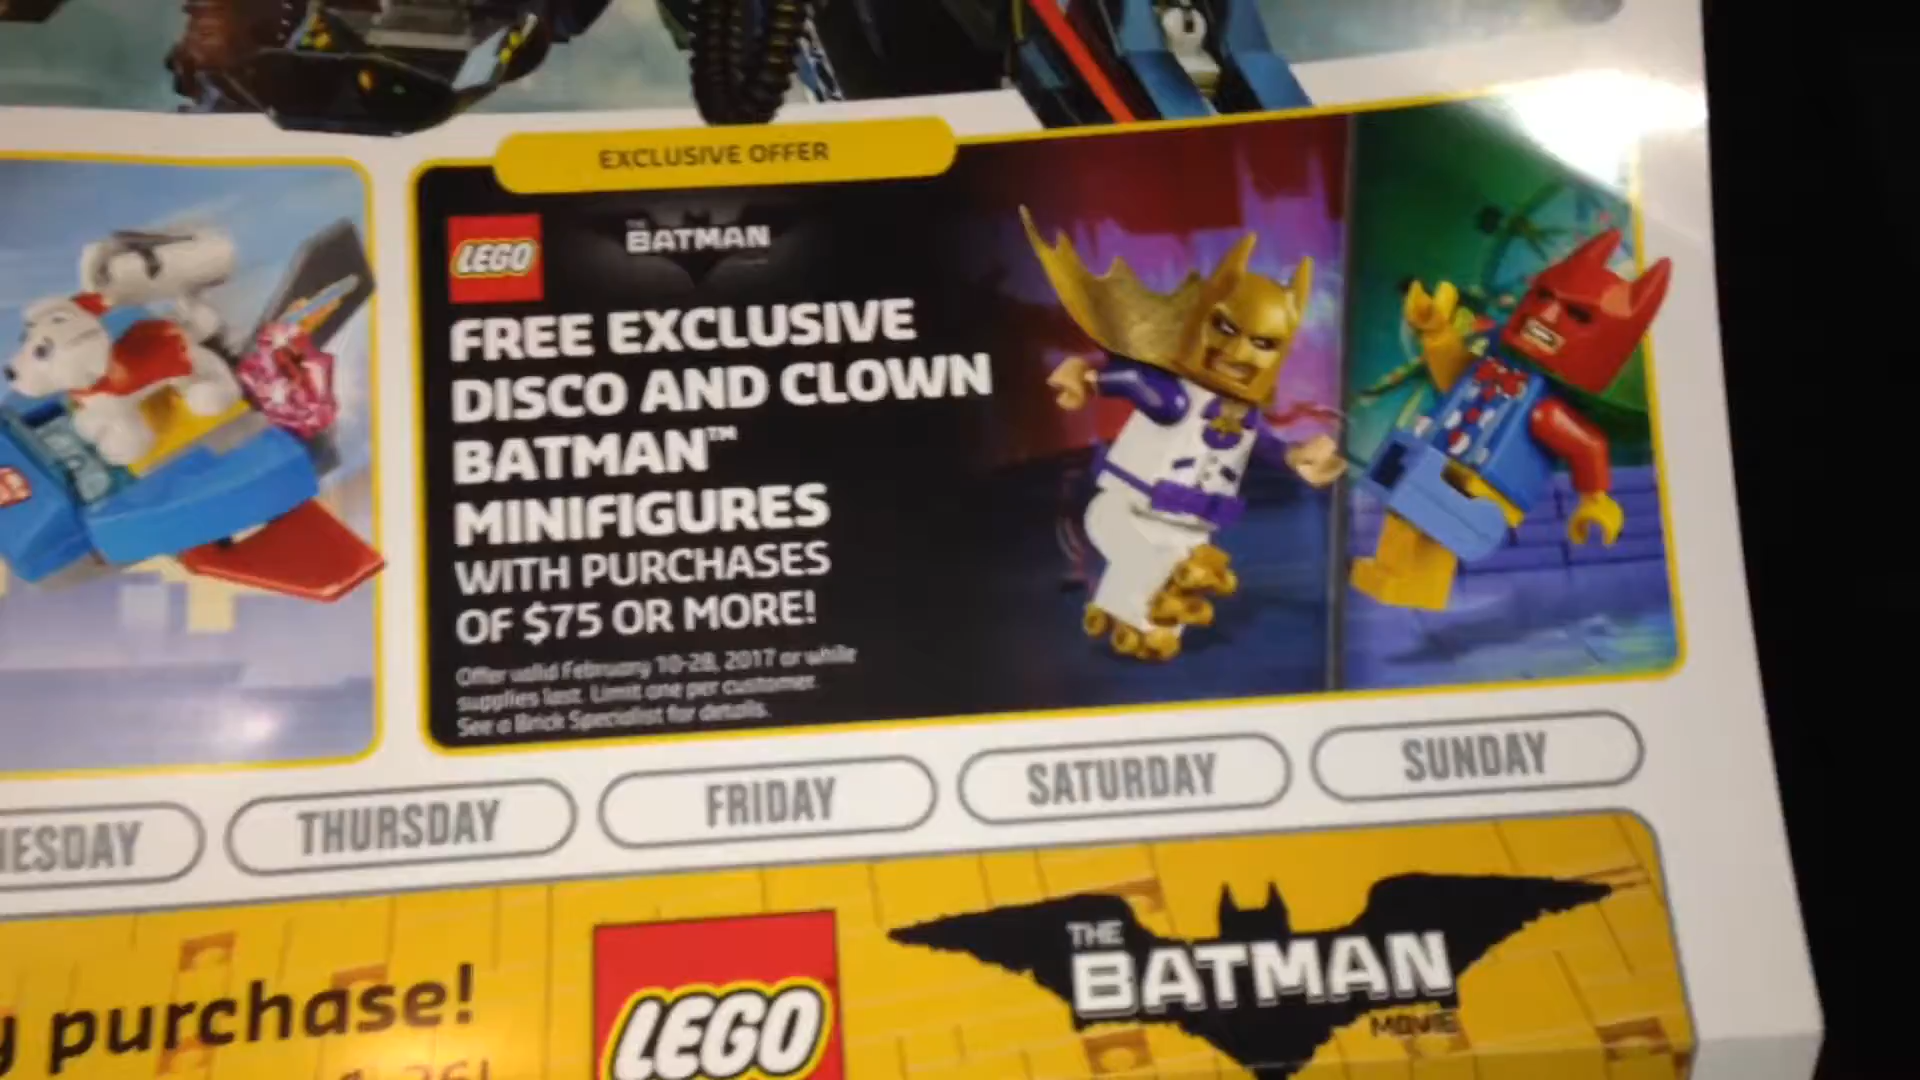 EXCLUSIVE OFFER
LEGO
THE
BATMAN
FREE EXCLUSIVE
DISCO AND CLOWN
BATMAN™
MINIFIGURES
WITH PURCHASES
OF $75 OR MORE!
Offer valid February 10-28, 2017 or while
supplies last. Limit one per customer.
See a Brick Specialist for details.
THURSDAY
FRIDAY
SATURDAY
SUNDAY
purchase!
LEGO
THE
BATMAN
MOVIE